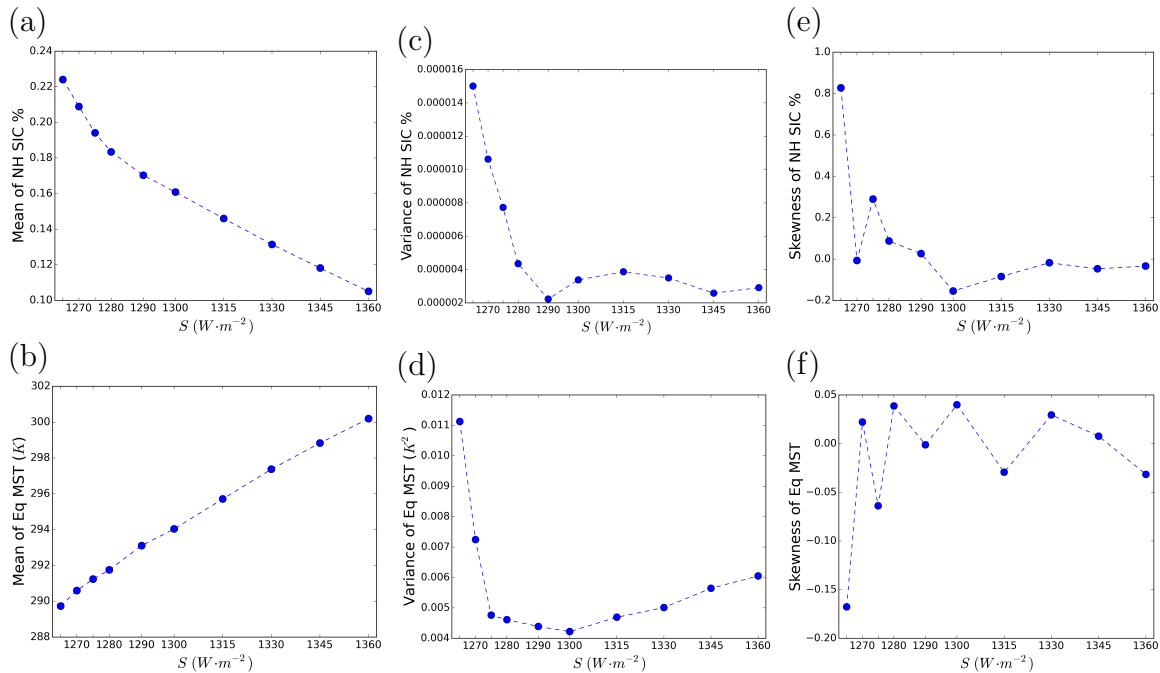 (a)
Mean of NH SIC %
0.24
0.22
0.20
0.18
0.16
0.14
0.12
0.10
1270 1280 1290 1300 1315 1330 1345 1360
S (W·m⁻²)
(c)
Variance of NH SIC %
0.000016
0.000014
0.000012
0.000010
0.000008
0.000006
0.000004
0.000002
1270 1280 1290 1300 1315 1330 1345 1360
S (W·m⁻²)
(e)
Skewness of NH SIC %
1.0
0.8
0.6
0.4
0.2
0.0
−0.2
1270 1280 1290 1300 1315 1330 1345 1360
S (W·m⁻²)
(b)
Mean of Eq MST (K)
302
300
298
296
294
292
290
288
1270 1280 1290 1300 1315 1330 1345 1360
S (W·m⁻²)
(d)
Variance of Eq MST (K²)
0.012
0.011
0.010
0.009
0.008
0.007
0.006
0.005
0.004
1270 1280 1290 1300 1315 1330 1345 1360
S (W·m⁻²)
(f)
Skewness of Eq MST
0.05
0.00
−0.05
−0.10
−0.15
−0.20
1270 1280 1290 1300 1315 1330 1345 1360
S (W·m⁻²)